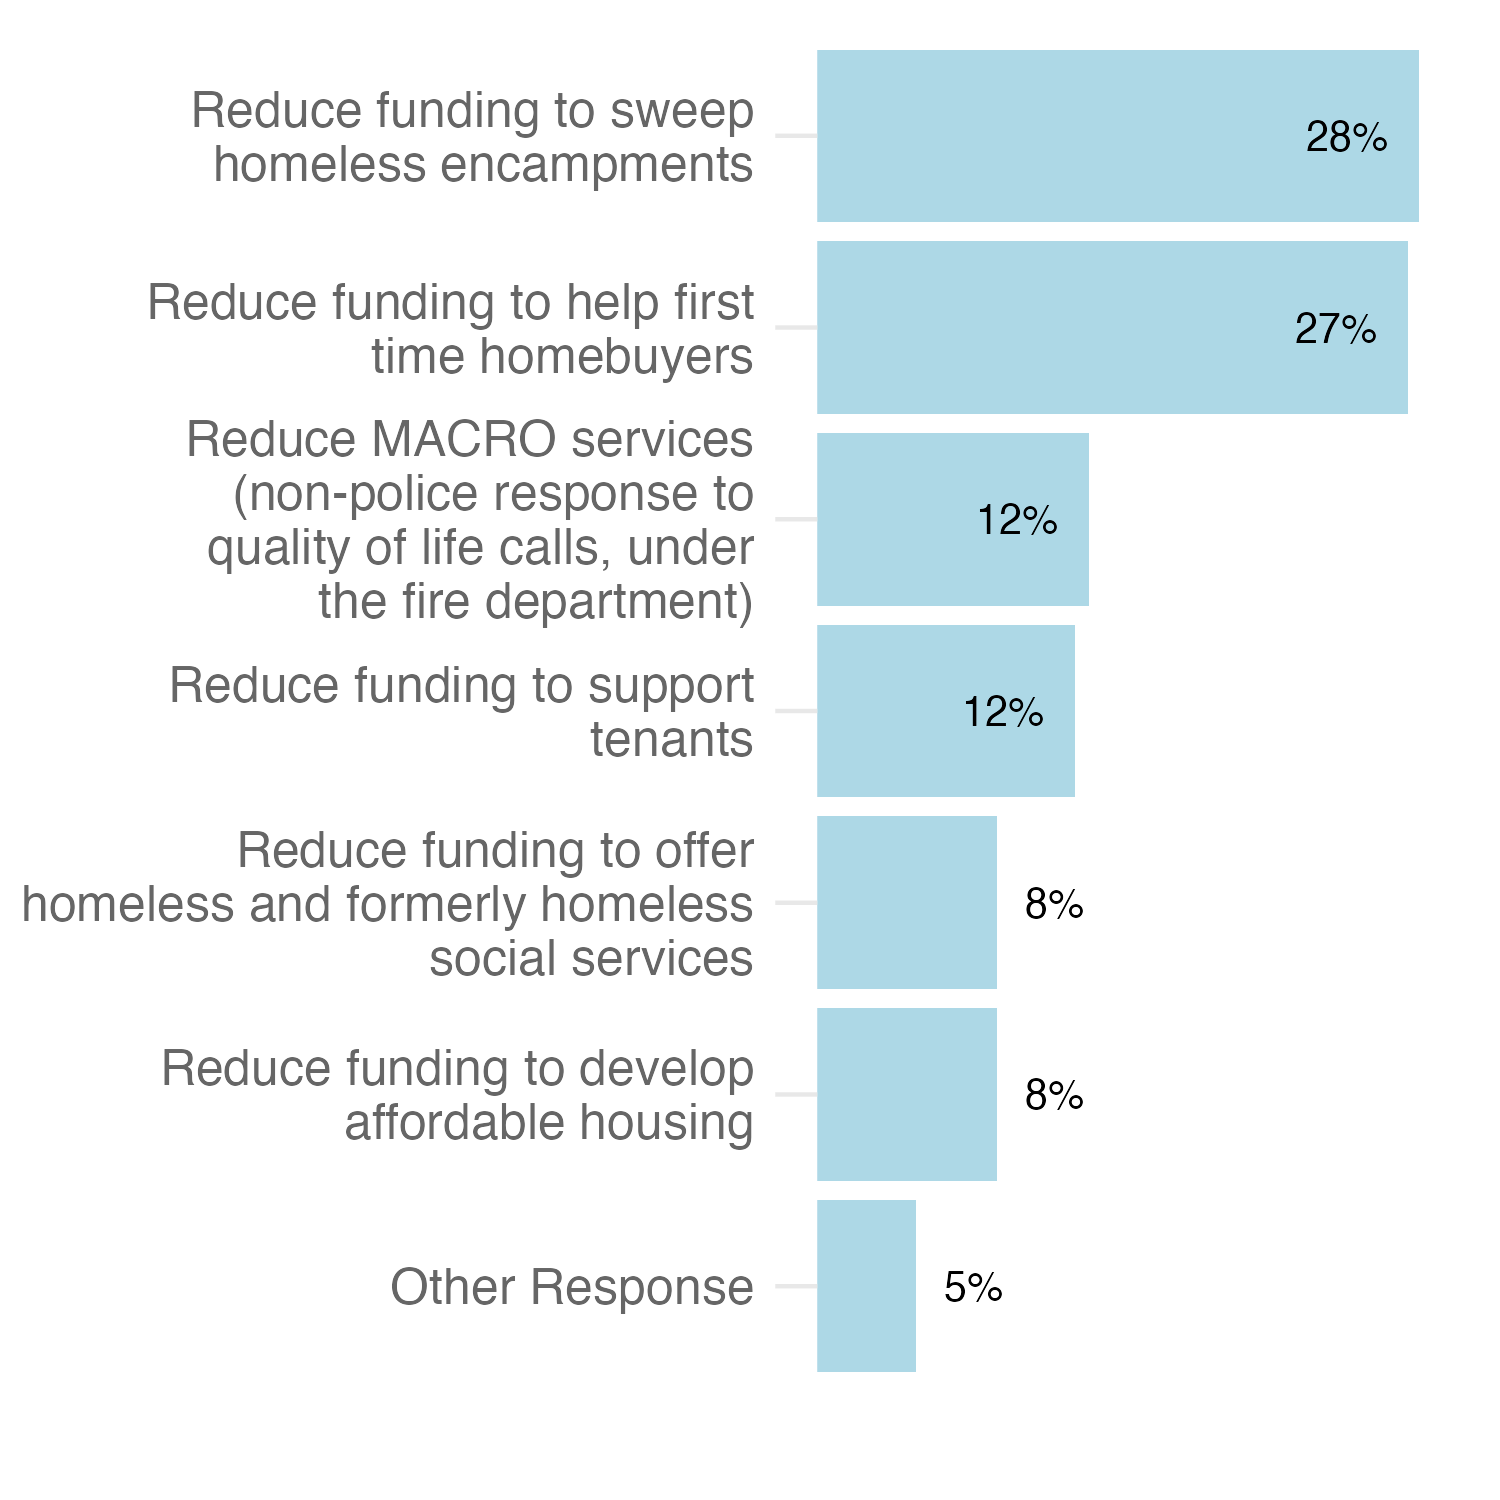 Reduce funding to sweep
homeless encampments
28%
Reduce funding to help first
time homebuyers
27%
Reduce MACRO services
(non-police response to
quality of life calls, under
the fire department)
12%
Reduce funding to support
tenants
12%
Reduce funding to offer
homeless and formerly homeless
social services
8%
Reduce funding to develop
affordable housing
8%
Other Response
5%